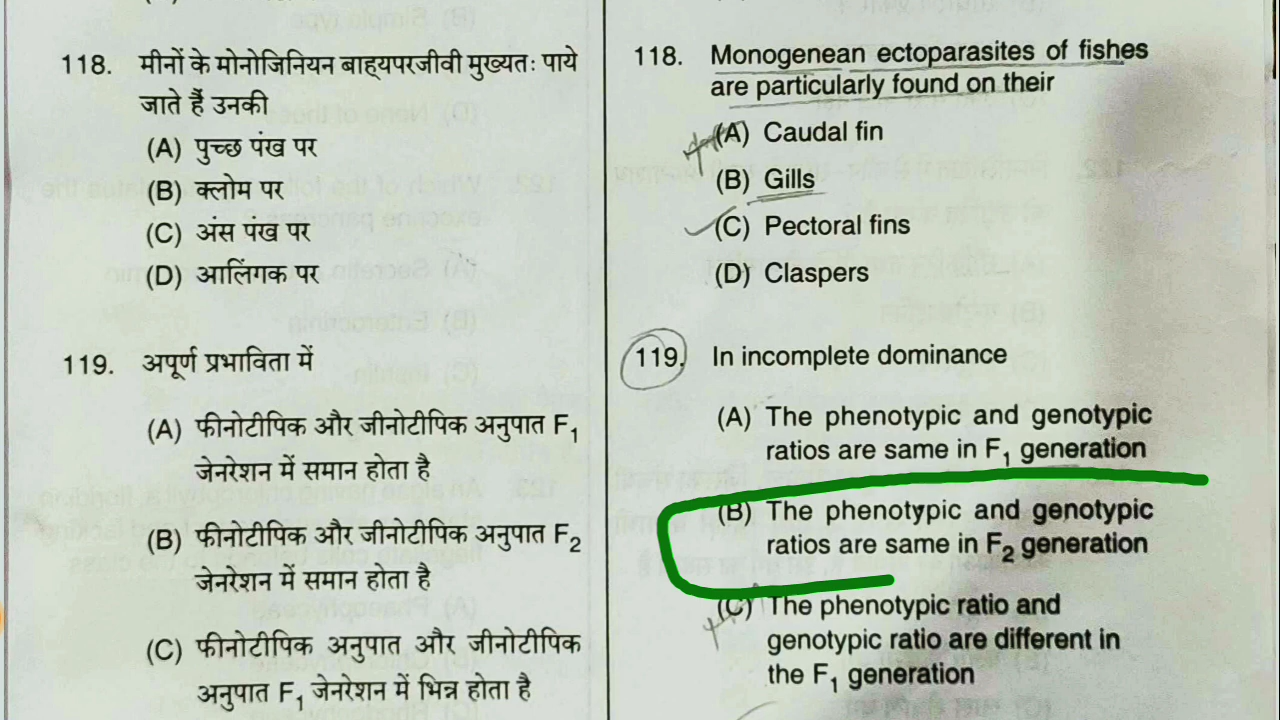 118. मीनों के मोनोजिनियन बाह्यपरजीवी मुख्यतः पाये
जाते हैं उनकी
(A) पुच्छ पंख पर
(B) क्लोम पर
(C) अंस पंख पर
(D) आलिंगक पर
119. अपूर्ण प्रभाविता में
(A) फीनोटीपिक और जीनोटीपिक अनुपात F1
जेनरेशन में समान होता है
(B) फीनोटीपिक और जीनोटीपिक अनुपात F2
जेनरेशन में समान होता है
(C) फीनोटीपिक अनुपात और जीनोटीपिक
अनुपात F1 जेनरेशन में भिन्न होता है
118. Monogenean ectoparasites of fishes
are particularly found on their
(A) Caudal fin
(B) Gills
(C) Pectoral fins
(D) Claspers
119. In incomplete dominance
(A) The phenotypic and genotypic
ratios are same in F1 generation
(B) The phenotypic and genotypic
ratios are same in F2 generation
(C) The phenotypic ratio and
genotypic ratio are different in
the F1 generation